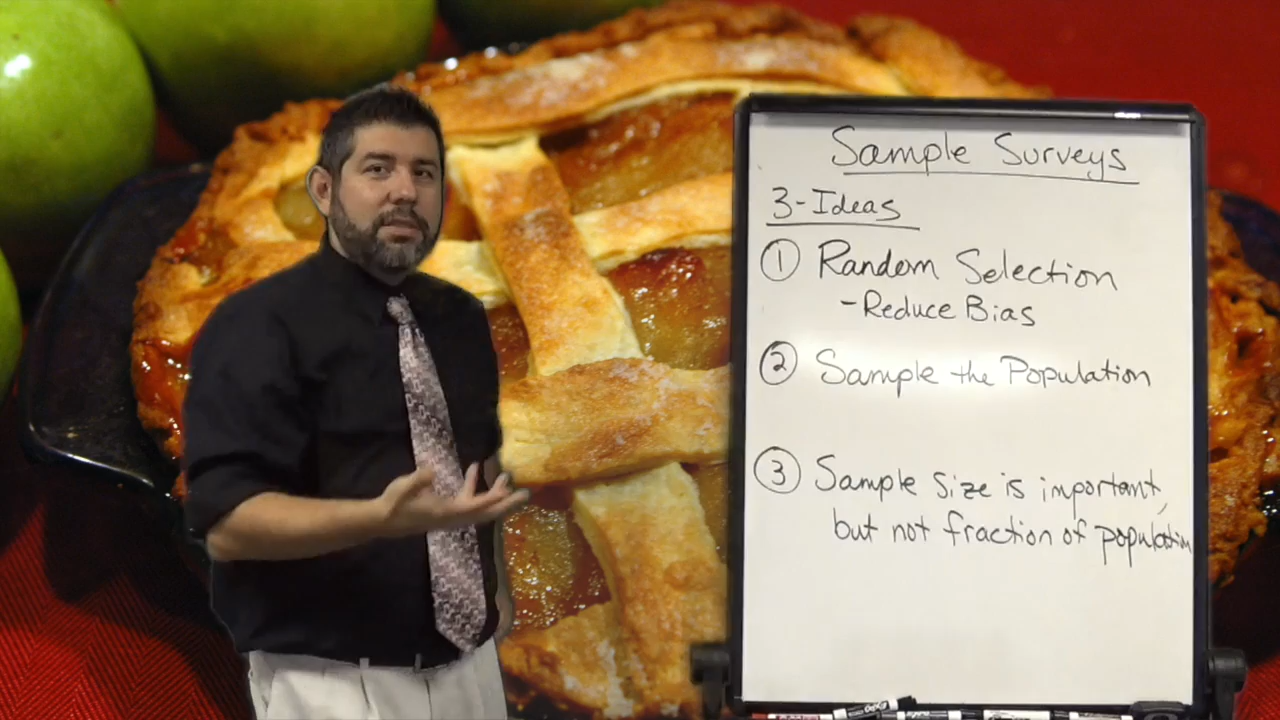 Sample Surveys
3-Ideas
① Random Selection
-Reduce Bias
② Sample the Population
③ Sample size is important,
but not fraction of population
EXPO